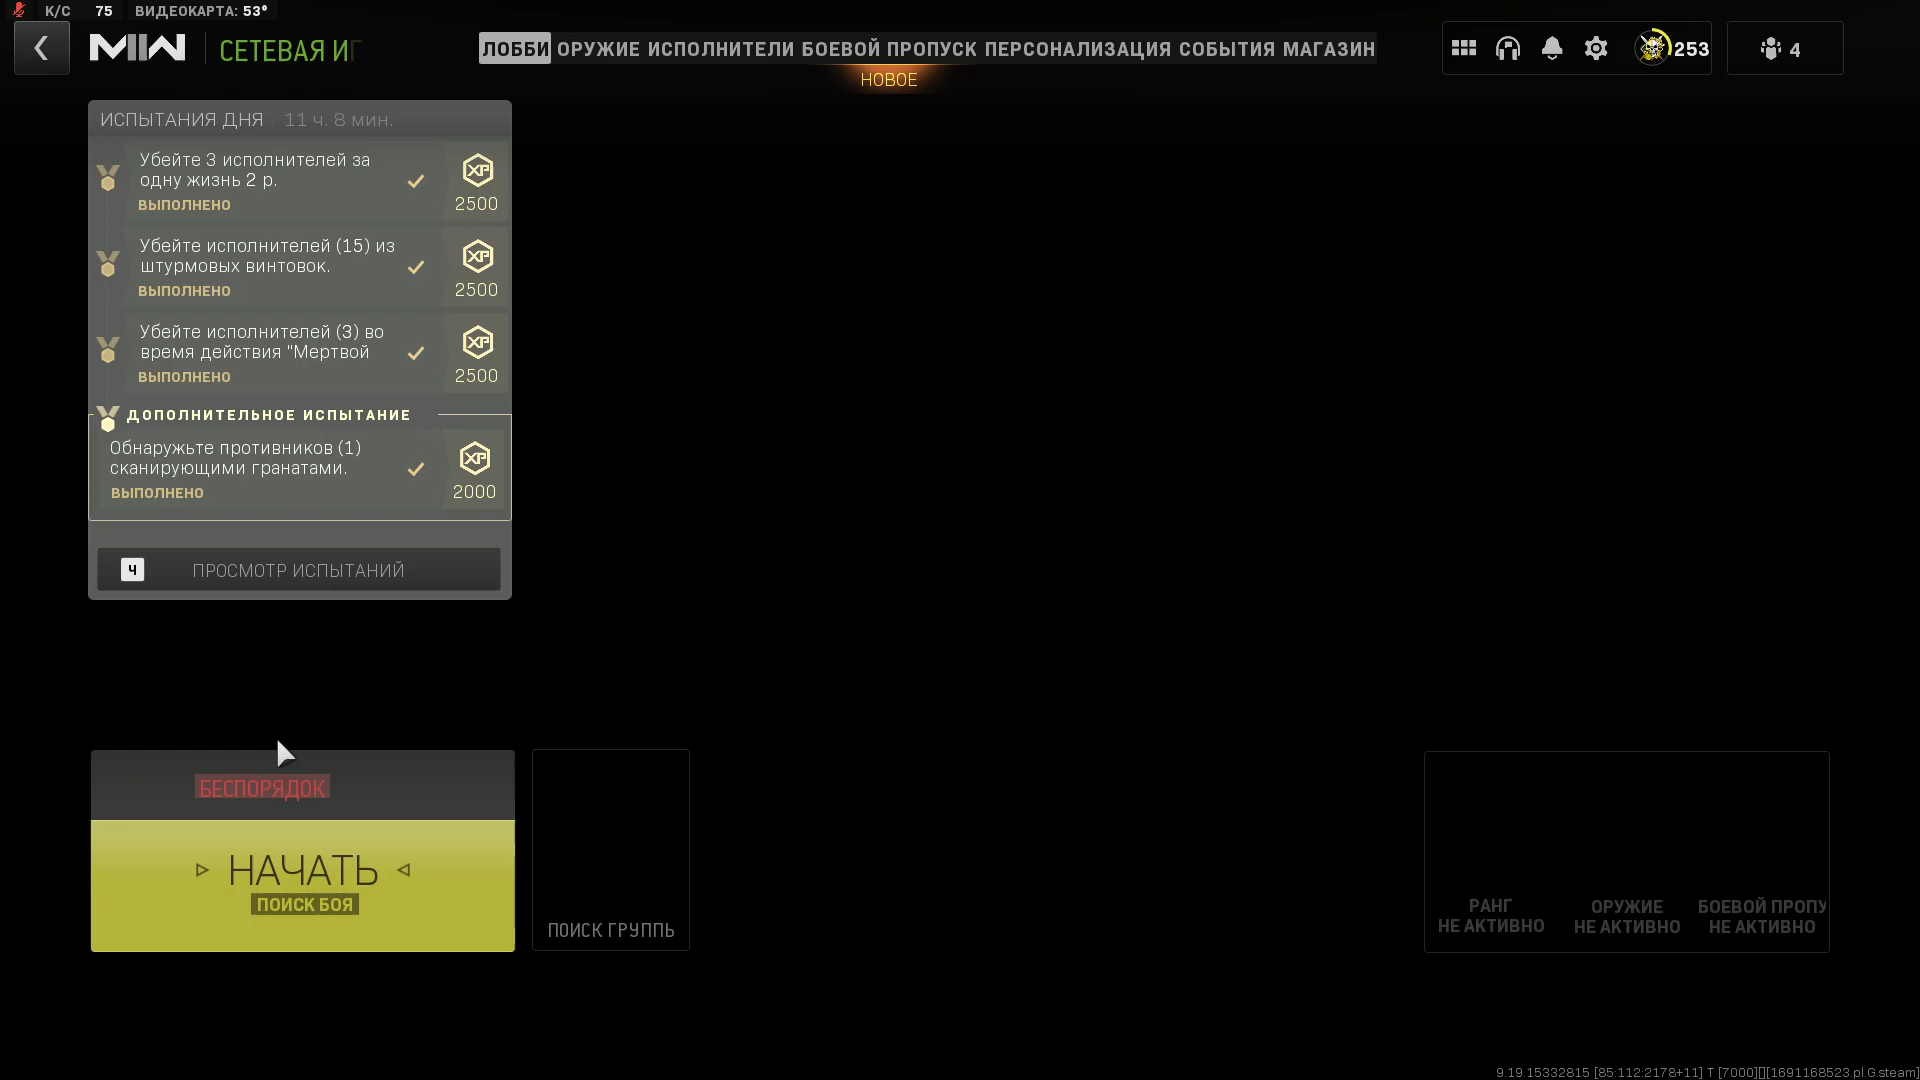 К/С 75 ВИДЕОКАРТА: 53°
MW СЕТЕВАЯ ИГ
ЛОББИ ОРУЖИЕ ИСПОЛНИТЕЛИ БОЕВОЙ ПРОПУСК ПЕРСОНАЛИЗАЦИЯ СОБЫТИЯ МАГАЗИН
НОВОЕ
253
4
ИСПЫТАНИЯ ДНЯ 11 ч. 8 мин.
Убейте 3 исполнителей за
одну жизнь 2 р.
ВЫПОЛНЕНО
XP
2500
Убейте исполнителей (15) из
штурмовых винтовок.
ВЫПОЛНЕНО
XP
2500
Убейте исполнителей (3) во
время действия "Мертвой
ВЫПОЛНЕНО
XP
2500
ДОПОЛНИТЕЛЬНОЕ ИСПЫТАНИЕ
Обнаружьте противников (1)
сканирующими гранатами.
ВЫПОЛНЕНО
XP
2000
Ч ПРОСМОТР ИСПЫТАНИЙ
БЕСПОРЯДОК
НАЧАТЬ
ПОИСК БОЯ
ПОИСК ГРУППЬ
РАНГ
НЕ АКТИВНО
ОРУЖИЕ
НЕ АКТИВНО
БОЕВОЙ ПРОПУ
НЕ АКТИВНО
9.19.15332815 [85:112:2178+11] T [7000][][1691168523.pl.G.steam]